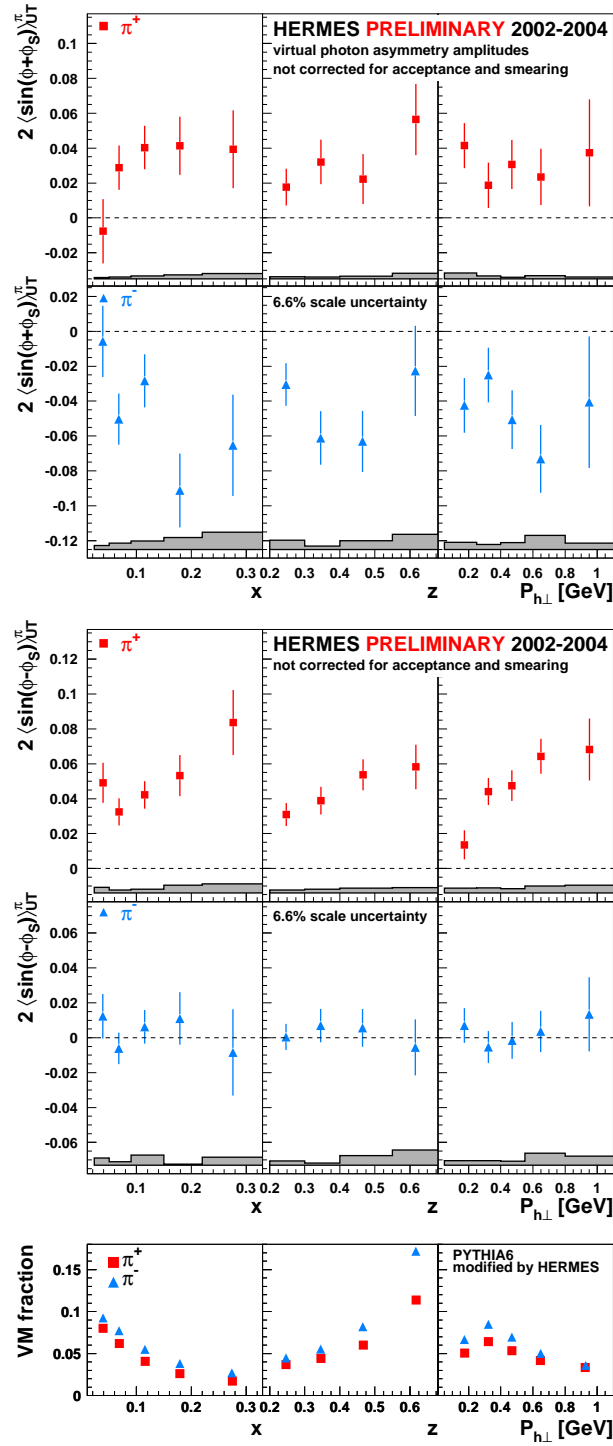 2 ⟨sin(ϕ+ϕS)⟩πUT
0.1
0.08
0.06
0.04
0.02
0
-0.02
π+
HERMES PRELIMINARY 2002-2004
virtual photon asymmetry amplitudes
not corrected for acceptance and smearing
2 ⟨sin(ϕ+ϕS)⟩πUT
0.02
0
-0.02
-0.04
-0.06
-0.08
-0.1
-0.12
π-
6.6% scale uncertainty
0.1 0.2 0.3 0.2 0.3 0.4 0.5 0.6 0.2 0.4 0.6 0.8 1
x z Ph⊥ [GeV]
2 ⟨sin(ϕ-ϕS)⟩πUT
0.12
0.1
0.08
0.06
0.04
0.02
0
π+
HERMES PRELIMINARY 2002-2004
not corrected for acceptance and smearing
2 ⟨sin(ϕ-ϕS)⟩πUT
0.06
0.04
0.02
0
-0.02
-0.04
-0.06
π-
6.6% scale uncertainty
0.1 0.2 0.3 0.2 0.3 0.4 0.5 0.6 0.2 0.4 0.6 0.8 1
x z Ph⊥ [GeV]
VM fraction
0.15
0.1
0.05
0
π+
π-
PYTHIA6
modified by HERMES
0.1 0.2 0.3 0.2 0.3 0.4 0.5 0.6 0.2 0.4 0.6 0.8 1
x z Ph⊥ [GeV]